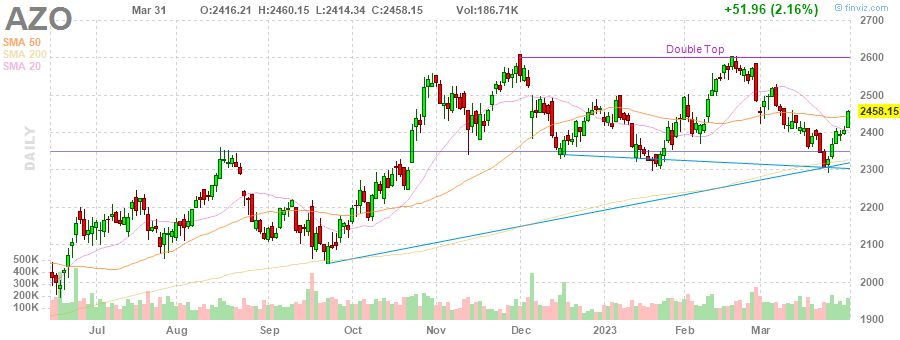 AZO
Mar 31 O:2416.21 H:2460.15 L:2414.34 C:2458.15 Vol:186.71K +51.96 (2.16%) © finviz.com
SMA 50
SMA 200
SMA 20
DAILY
Double Top
2700
2600
2500
2458.15
2400
2300
2200
2100
2000
1900
500K
400K
300K
200K
100K
Jul Aug Sep Oct Nov Dec 2023 Feb Mar